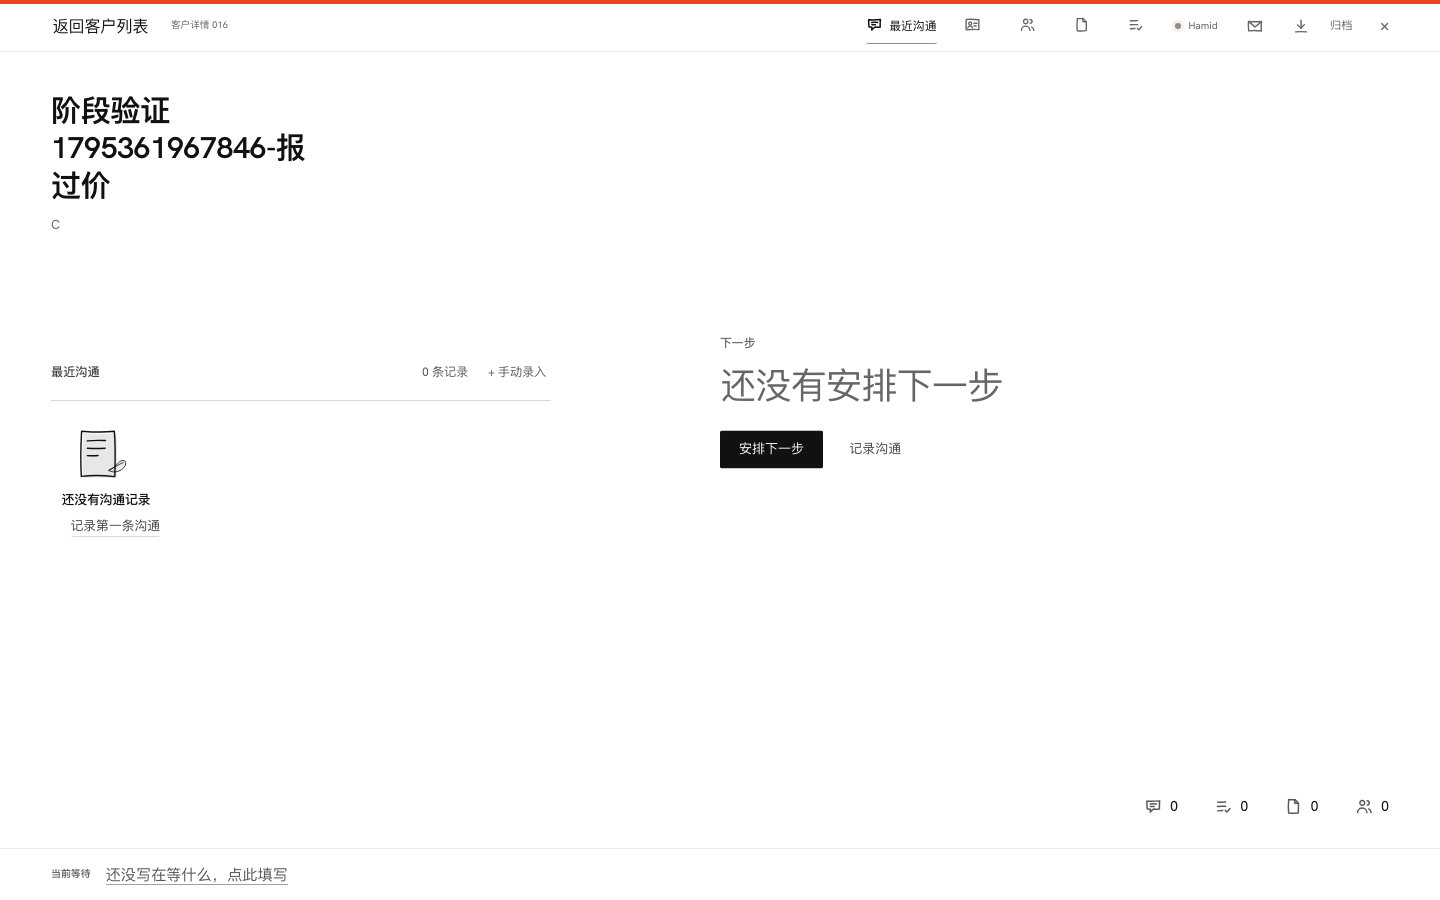 返回客户列表
客户详情 016
最近沟通
Hamid
归档
×
阶段验证
1795361967846-报
过价
C
最近沟通
0 条记录
+ 手动录入
还没有沟通记录
记录第一条沟通
下一步
还没有安排下一步
安排下一步
记录沟通
0
0
0
0
当前等待
还没写在等什么，点此填写